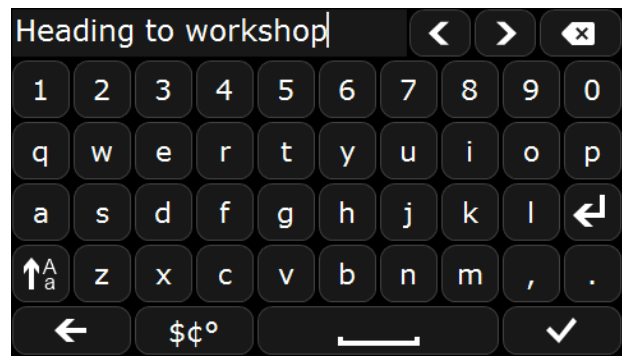 Heading to workshop
1 2 3 4 5 6 7 8 9 0
q w e r t y u i o p
a s d f g h j k l
A
a z x c v b n m , .
$¢°